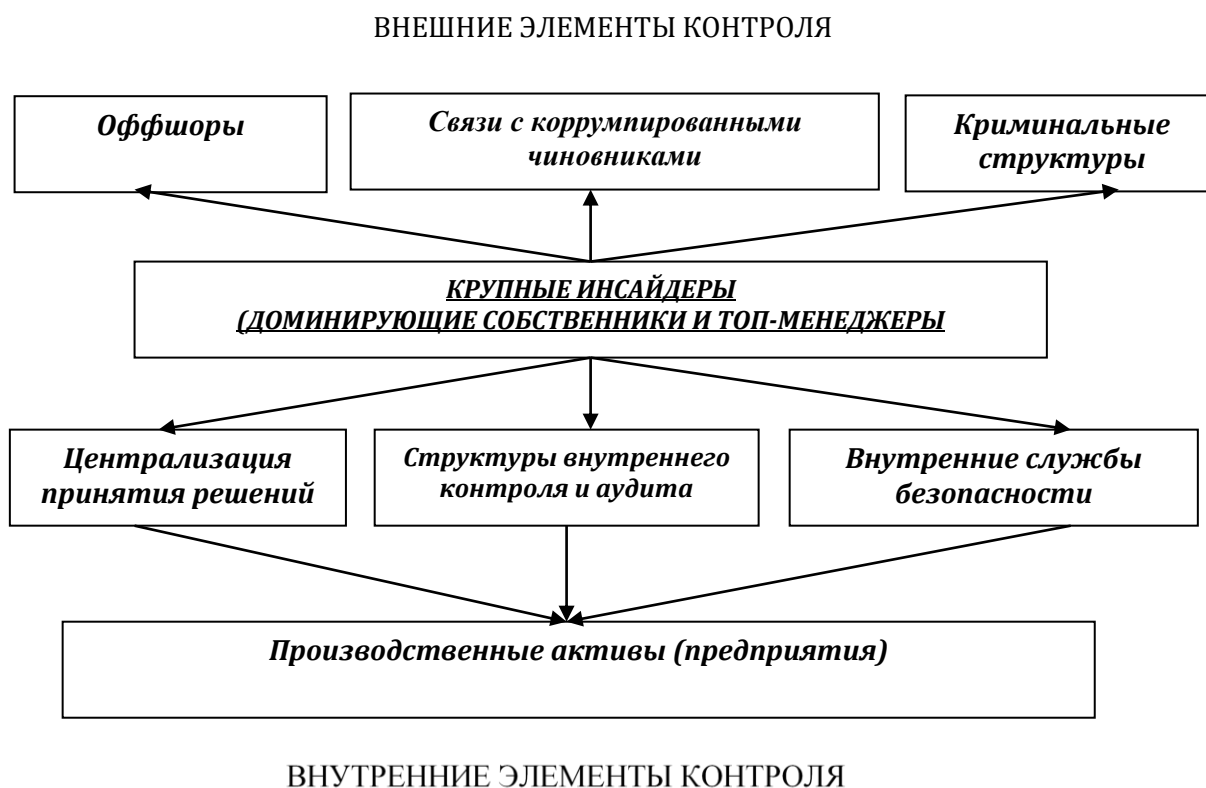 ВНЕШНИЕ ЭЛЕМЕНТЫ КОНТРОЛЯ
Оффшоры
Связи с коррумпированными
чиновниками
Криминальные
структуры
КРУПНЫЕ ИНСАЙДЕРЫ
(ДОМИНИРУЮЩИЕ СОБСТВЕННИКИ И ТОП-МЕНЕДЖЕРЫ
Централизация
принятия решений
Структуры внутреннего
контроля и аудита
Внутренние службы
безопасности
Производственные активы (предприятия)
ВНУТРЕННИЕ ЭЛЕМЕНТЫ КОНТРОЛЯ